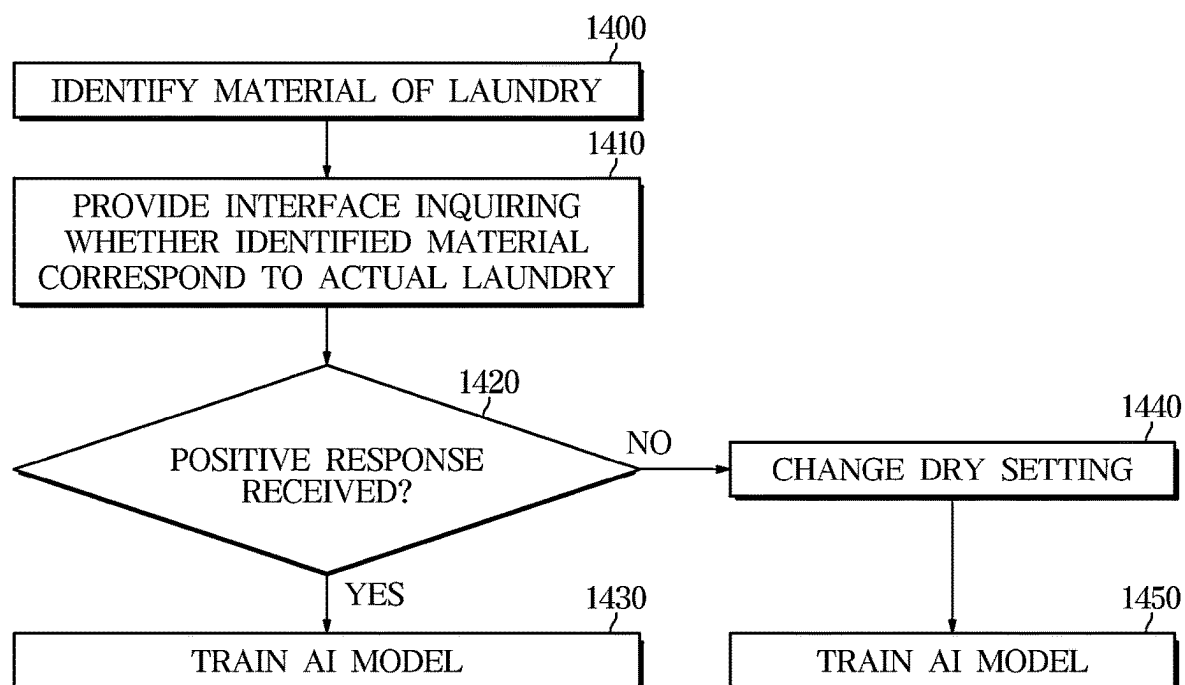 1400
IDENTIFY MATERIAL OF LAUNDRY
1410
PROVIDE INTERFACE INQUIRING
WHETHER IDENTIFIED MATERIAL
CORRESPOND TO ACTUAL LAUNDRY
1420
POSITIVE RESPONSE
RECEIVED?
NO
1440
CHANGE DRY SETTING
YES
1430
TRAIN AI MODEL
1450
TRAIN AI MODEL